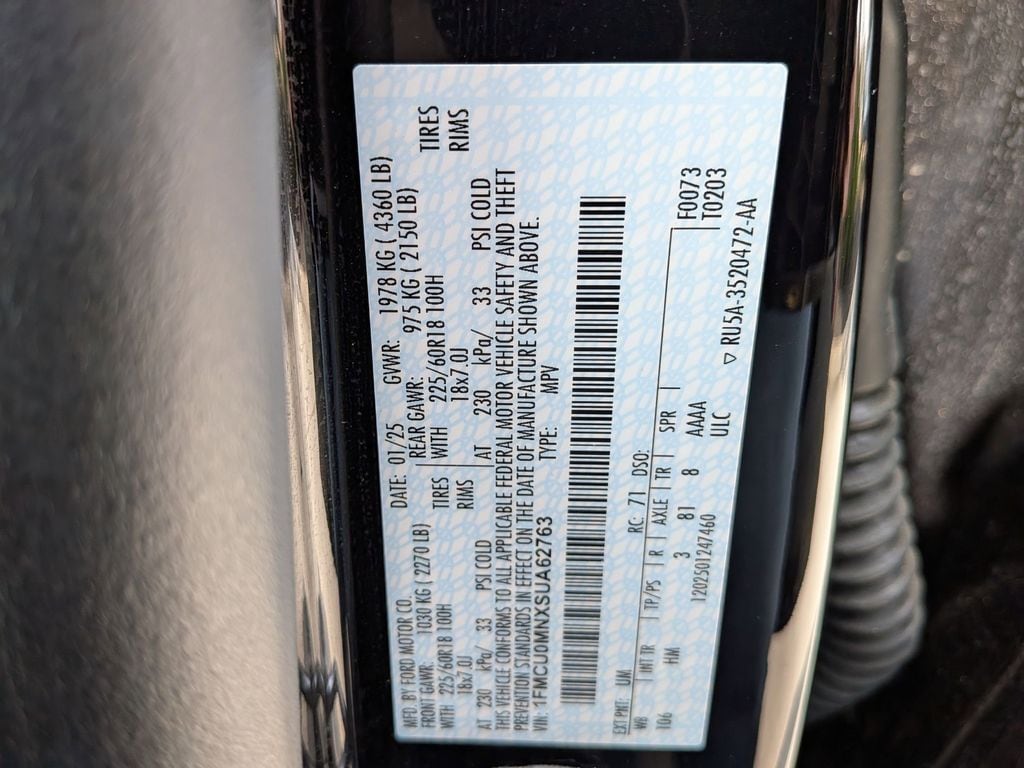 MFD. BY FORD MOTOR CO. DATE: 01/25 GVWR: 1978 KG ( 4360 LB)
FRONT GAWR: 1030 KG ( 2270 LB) REAR GAWR: 975 KG ( 2150 LB)
WITH 225/60R18 100H TIRES WITH 225/60R18 100H TIRES
18x7.0J RIMS 18x7.0J RIMS
AT 230 kPa/ 33 PSI COLD AT 230 kPa/ 33 PSI COLD
THIS VEHICLE CONFORMS TO ALL APPLICABLE FEDERAL MOTOR VEHICLE SAFETY AND THEFT
PREVENTION STANDARDS IN EFFECT ON THE DATE OF MANUFACTURE SHOWN ABOVE.
VIN: 1FMCU0MNXSUA62763 TYPE: MPV
EXT PNT: UM RC: 71 DSO: F0073
WB INT TR TP/PS R AXLE TR SPR T0203
106 HM 3 81 8 AAAA
1202501247460 ULC
▽ RU5A-3520472-AA